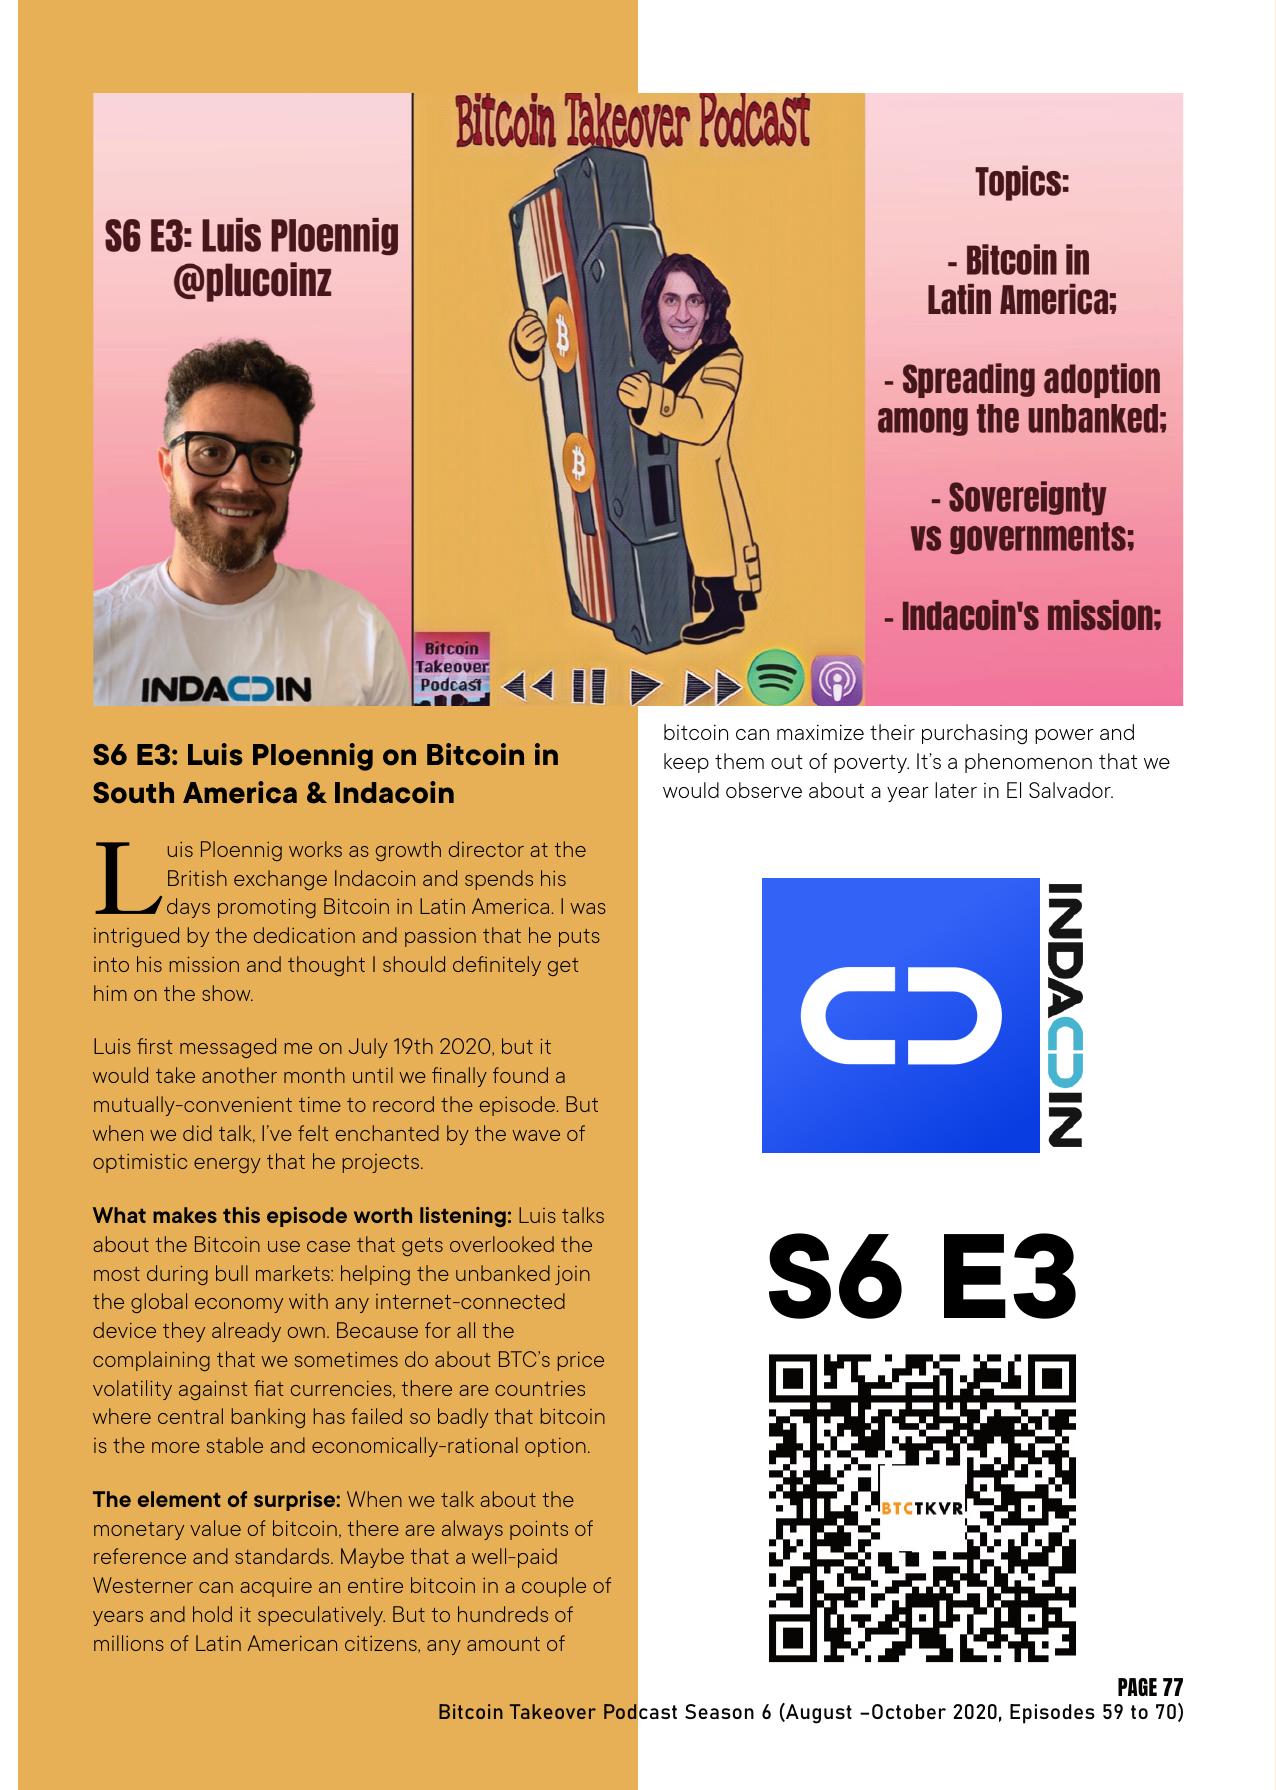 Bitcoin Takeover Podcast
S6 E3: Luis Ploennig
@plucoinz
INDACOIN
Bitcoin
Takeover
Podcast
Topics:
- Bitcoin in
Latin America;
- Spreading adoption
among the unbanked;
- Sovereignty
vs governments;
- Indacoin's mission;
S6 E3: Luis Ploennig on Bitcoin in
South America & Indacoin
Luis Ploennig works as growth director at the
British exchange Indacoin and spends his
days promoting Bitcoin in Latin America. I was
intrigued by the dedication and passion that he puts
into his mission and thought I should definitely get
him on the show.
Luis first messaged me on July 19th 2020, but it
would take another month until we finally found a
mutually-convenient time to record the episode. But
when we did talk, I've felt enchanted by the wave of
optimistic energy that he projects.
What makes this episode worth listening: Luis talks
about the Bitcoin use case that gets overlooked the
most during bull markets: helping the unbanked join
the global economy with any internet-connected
device they already own. Because for all the
complaining that we sometimes do about BTC's price
volatility against fiat currencies, there are countries
where central banking has failed so badly that bitcoin
is the more stable and economically-rational option.
The element of surprise: When we talk about the
monetary value of bitcoin, there are always points of
reference and standards. Maybe that a well-paid
Westerner can acquire an entire bitcoin in a couple of
years and hold it speculatively. But to hundreds of
millions of Latin American citizens, any amount of
bitcoin can maximize their purchasing power and
keep them out of poverty. It's a phenomenon that we
would observe about a year later in El Salvador.
INDACOIN
S6 E3
BTCTKVR
PAGE 77
Bitcoin Takeover Podcast Season 6 (August –October 2020, Episodes 59 to 70)